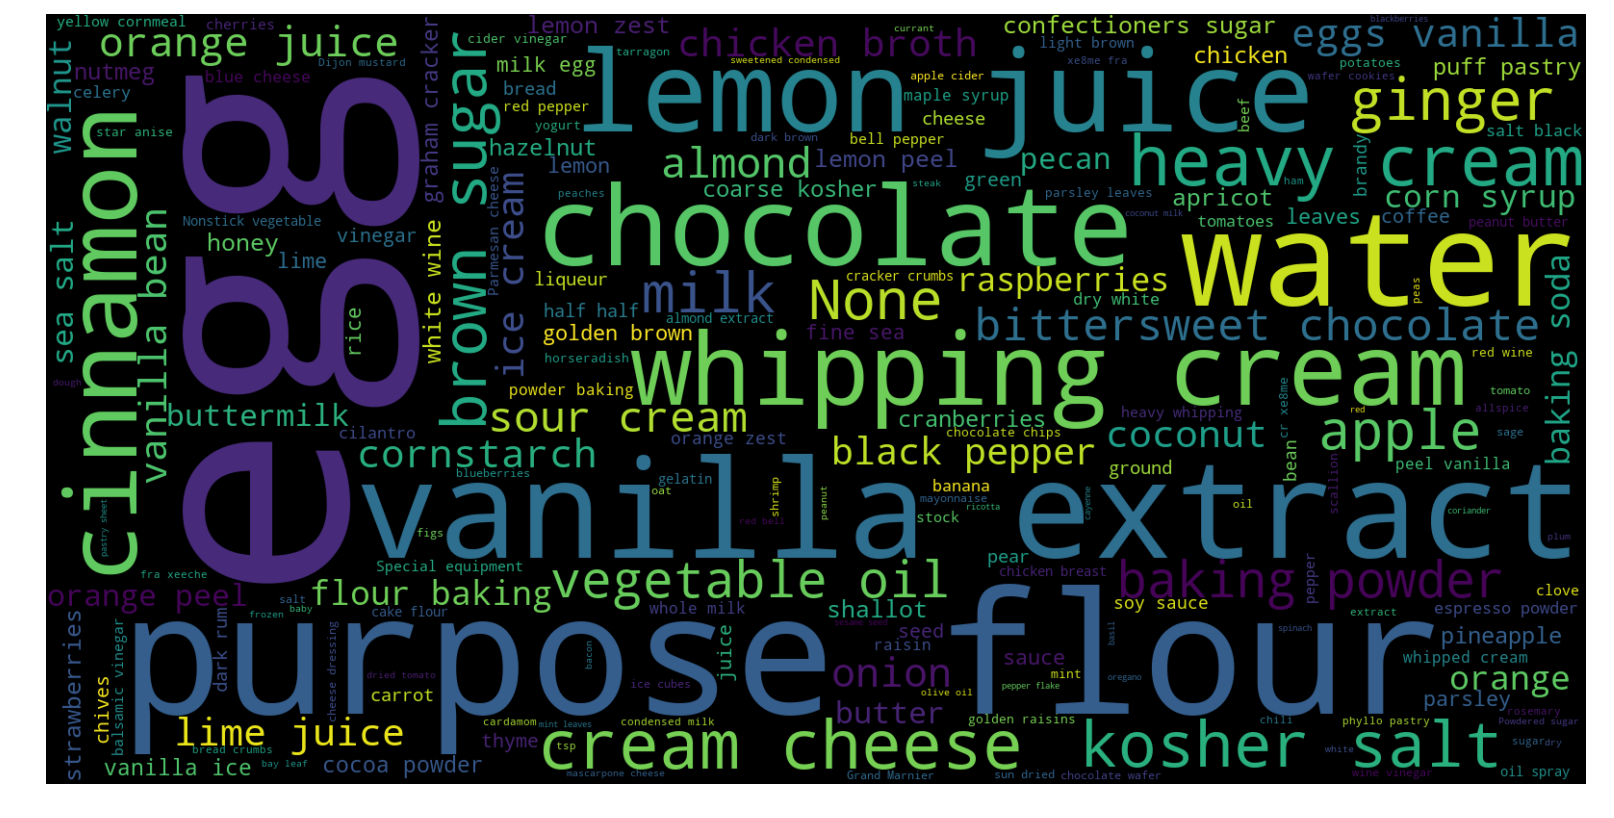 yellow cornmeal
cherries
orange juice
nutmeg
blue cheese
Dijon mustard
celery
walnut
star anise
cinnamon
egg
graham cracker
brown sugar
cider vinegar
lemon zest
tarragon
milk egg
bread
red pepper
yogurt
hazelnut
lemon
chicken broth
currant
sweetened condensed
apple cider
maple syrup
cheese
bell pepper
dark brown
lemon peel
lemon juice
confectioners sugar
light brown
xe8me fra
chicken
beef
blackberries
eggs vanilla
potatoes
wafer cookies
puff pastry
ginger
salt black
brandy
heavy cream
ham
corn syrup
pecan
green
parsley leaves
apricot
tomatoes
leaves
coffee
peanut butter
almond
coarse kosher
steak
peaches
coconut milk
chocolate
water
peas
Nonstick vegetable
honey
vinegar
lime
rice
white wine
Parmesan cheese
ice cream
sea salt
vanilla bean
liqueur
milk
cracker crumbs
None
raspberries
dry white
half half
almond extract
golden brown
fine sea
bittersweet chocolate
horseradish
whipping cream
red wine
baking soda
dough
powder baking
tomato
allspice
sage
buttermilk
cilantro
sour cream
cranberries
heavy whipping
cr xe8me
red
apple
orange zest
chocolate chips
black pepper
coconut
bean
peel vanilla
cornstarch
blueberries
gelatin
oat
ground
banana
mayonnaise
ricotta
stock
shrimp
peanut
red bell
cayenne
scallion
oil
coriander
plum
vanilla extract
pastry sheet
figs
Special equipment
fra xeeche
pear
chicken breast
orange peel
salt
frozen
baby
flour baking
vegetable oil
cake flour
whole milk
sesame seed
shallot
seed
raisin
baking powder
pepper
soy sauce
clove
espresso powder
extract
basil
spinach
pineapple
whipped cream
strawberries
dark rum
cheese dressing
purpose flour
dried tomato
carrot
bacon
juice
ice cubes
onion
sauce
mint
olive oil
pepper flake
oregano
orange
parsley
rosemary
Powdered sugar
chives
balsamic vinegar
lime juice
bread crumbs
bay leaf
vanilla ice
cocoa powder
cardamom
mint leaves
thyme
tsp
condensed milk
butter
golden raisins
chili
phyllo pastry
white
sugar
dry
cream cheese
kosher salt
mascarpone cheese
Grand Marnier
sun dried
chocolate wafer
wine vinegar
oil spray